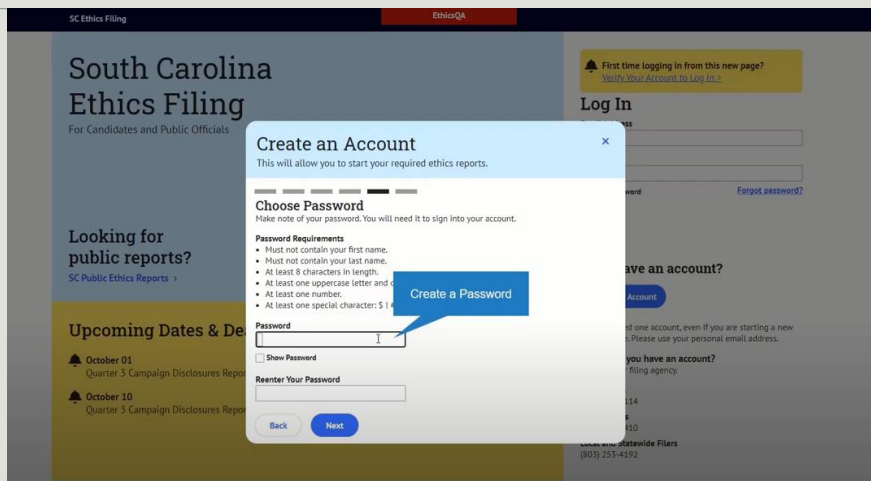 SC Ethics Filing
EthicsQA
South Carolina
Ethics Filing
For Candidates and Public Officials
Looking for
public reports?
SC Public Ethics Reports >
Upcoming Dates & De
October 01
Quarter 3 Campaign Disclosures Repor
October 10
Quarter 3 Campaign Disclosures Repor
Create an Account
×
This will allow you to start your required ethics reports.
Choose Password
Make note of your password. You will need it to sign into your account.
Password Requirements
• Must not contain your first name.
• Must not contain your last name.
• At least 8 characters in length.
• At least one uppercase letter and
• At least one number.
• At least one special character: $ !
Create a Password
Password
Show Password
Reenter Your Password
Back
Next
First time logging in from this new page?
Verify Your Account to Log In >
Log In
Forgot password?
ave an account?
Account
one account, even if you are starting a new
Please use your personal email address.
you have an account?
filing agency.
114
410
Local and Statewide Filers
(803) 253-4192